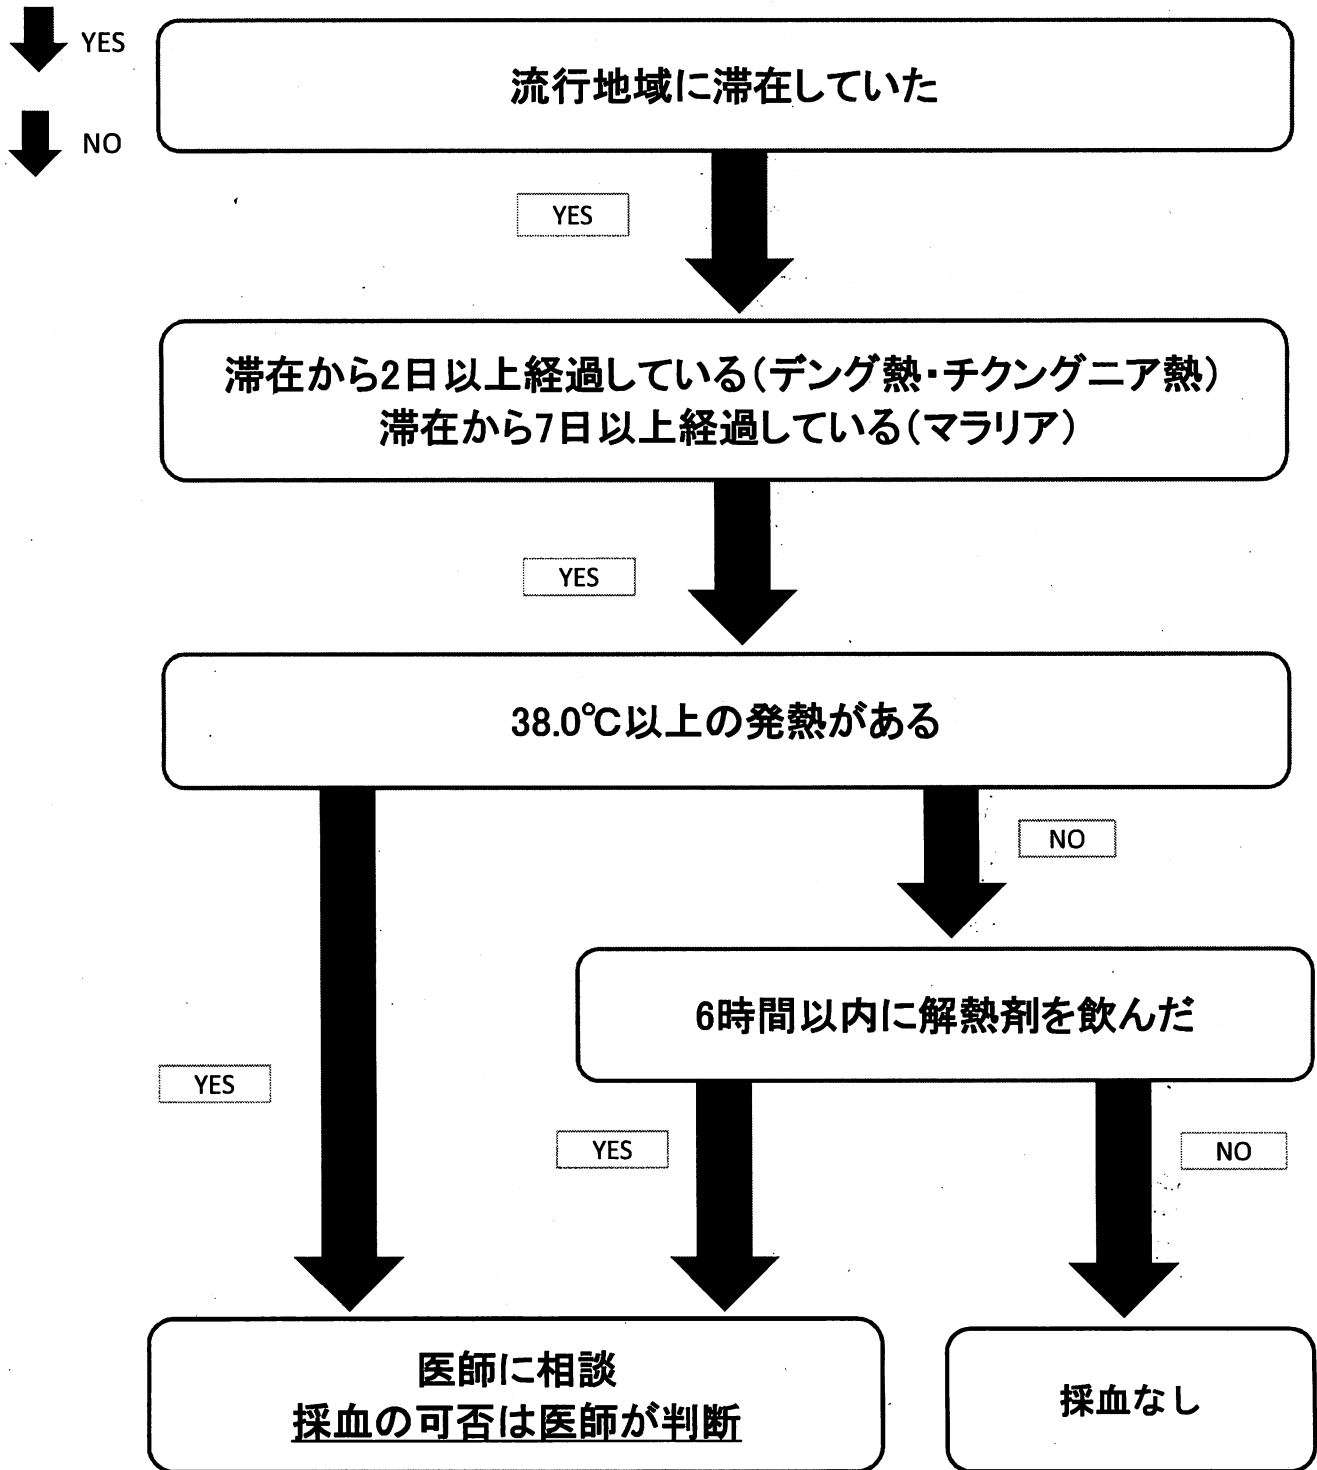 YES
NO
流行地域に滞在していた
YES
滞在から2日以上経過している(デング熱・チクングニア熱)
滞在から7日以上経過している(マラリア)
YES
38.0℃以上の発熱がある
NO
6時間以内に解熱剤を飲んだ
YES
YES
NO
医師に相談
採血の可否は医師が判断
採血なし